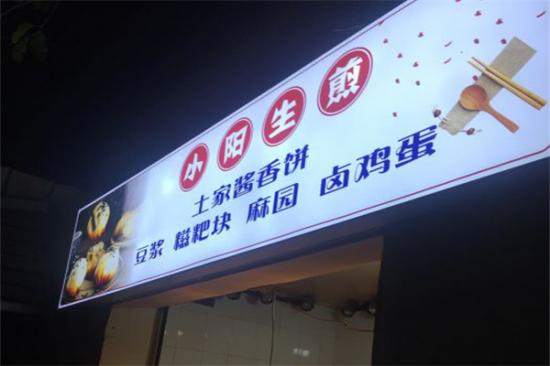 小阳生煎
土家酱香饼
豆浆 糍粑块 麻园 卤鸡蛋